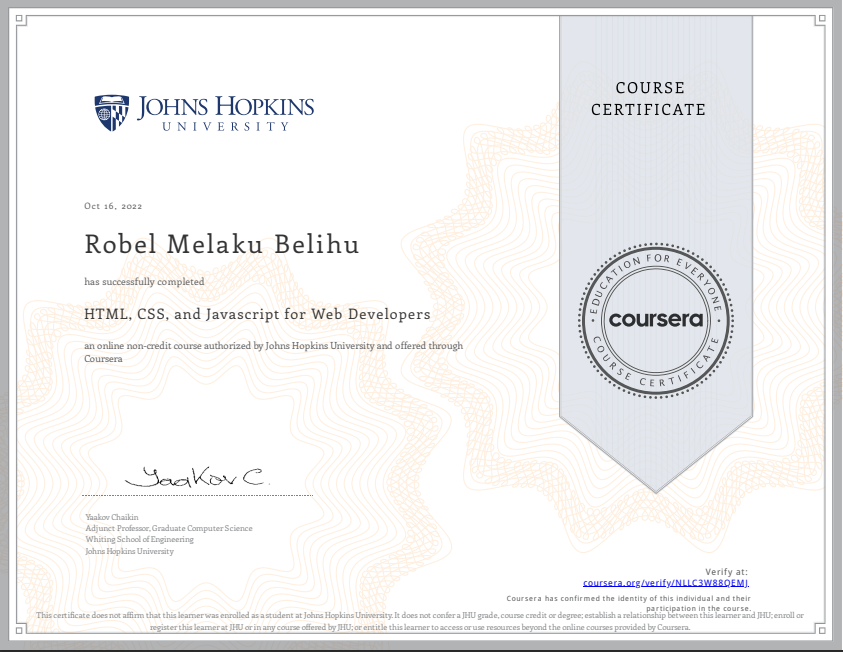 JOHNS HOPKINS
UNIVERSITY
COURSE
CERTIFICATE
Oct 16, 2022
Robel Melaku Belihu
has successfully completed
HTML, CSS, and Javascript for Web Developers
an online non-credit course authorized by Johns Hopkins University and offered through
Coursera
EDUCATION FOR EVERYONE
coursera
COURSE CERTIFICATE
Yaakov C.
Yaakov Chaikin
Adjunct Professor, Graduate Computer Science
Whiting School of Engineering
Johns Hopkins University
Verify at:
coursera.org/verify/NLLC3W88QEMJ
Coursera has confirmed the identity of this individual and their
participation in the course.
This certificate does not affirm that this learner was enrolled as a student at Johns Hopkins University. It does not confer a JHU grade, course credit or degree; establish a relationship between this learner and JHU; enroll or
register this learner at JHU or in any course offered by JHU; or entitle this learner to access or use resources beyond the online courses provided by Coursera.